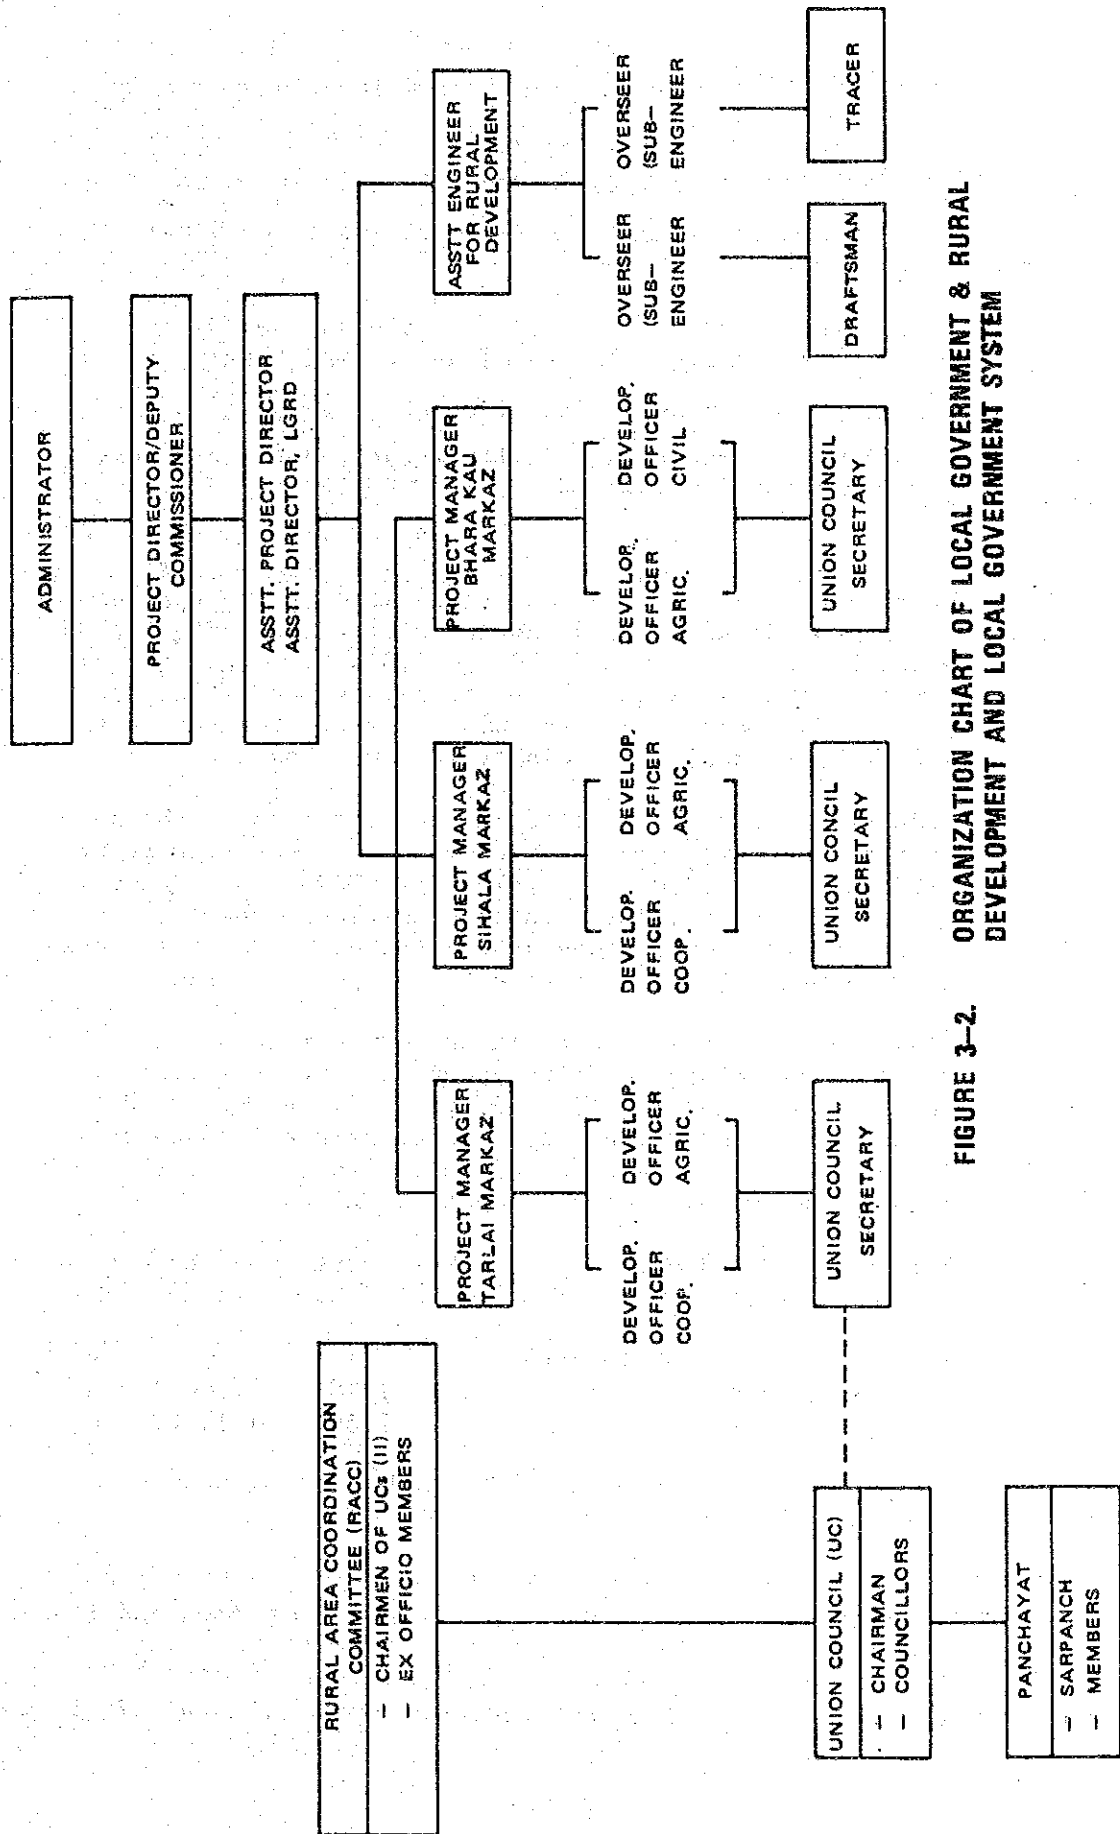 ADMINISTRATOR
PROJECT DIRECTOR/DEPUTY
COMMISSIONER
ASSTT. PROJECT DIRECTOR
ASSTT. DIRECTOR, LGRD
RURAL AREA COORDINATION
COMMITTEE (RACC)
— CHAIRMEN OF UCs (11)
— EX OFFICIO MEMBERS
PROJECT MANAGER
TARLAI MARKAZ
PROJECT MANAGER
SIHALA MARKAZ
PROJECT MANAGER
BHARA KAU
MARKAZ
ASSTT ENGINEER
FOR RURAL
DEVELOPMENT
DEVELOP.
OFFICER
COOP.
DEVELOP.
OFFICER
AGRIC.
DEVELOP.
OFFICER
COOP.
DEVELOP.
OFFICER
AGRIC.
DEVELOP.
OFFICER
AGRIC.
DEVELOP.
OFFICER
CIVIL
OVERSEER
(SUB—
ENGINEER
OVERSEER
(SUB—
ENGINEER
UNION COUNCIL (UC)
— CHAIRMAN
— COUNCILLORS
UNION COUNCIL
SECRETARY
UNION CONCIL
SECRETARY
UNION COUNCIL
SECRETARY
DRAFTSMAN
TRACER
PANCHAYAT
— SARPANCH
— MEMBERS
FIGURE 3—2. ORGANIZATION CHART OF LOCAL GOVERNMENT & RURAL
DEVELOPMENT AND LOCAL GOVERNMENT SYSTEM